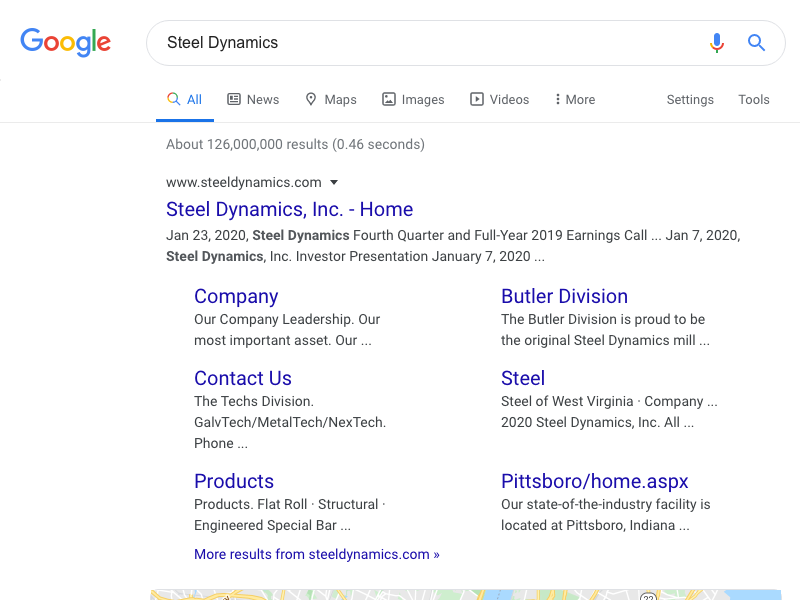 Google
Steel Dynamics
All News Maps Images Videos More Settings Tools
About 126,000,000 results (0.46 seconds)
www.steeldynamics.com
Steel Dynamics, Inc. - Home
Jan 23, 2020, Steel Dynamics Fourth Quarter and Full-Year 2019 Earnings Call ... Jan 7, 2020,
Steel Dynamics, Inc. Investor Presentation January 7, 2020 ...
Company
Our Company Leadership. Our
most important asset. Our ...
Butler Division
The Butler Division is proud to be
the original Steel Dynamics mill ...
Contact Us
The Techs Division.
GalvTech/MetalTech/NexTech.
Phone ...
Steel
Steel of West Virginia · Company ...
2020 Steel Dynamics, Inc. All ...
Products
Products. Flat Roll · Structural ·
Engineered Special Bar ...
Pittsboro/home.aspx
Our state-of-the-industry facility is
located at Pittsboro, Indiana ...
More results from steeldynamics.com »
22